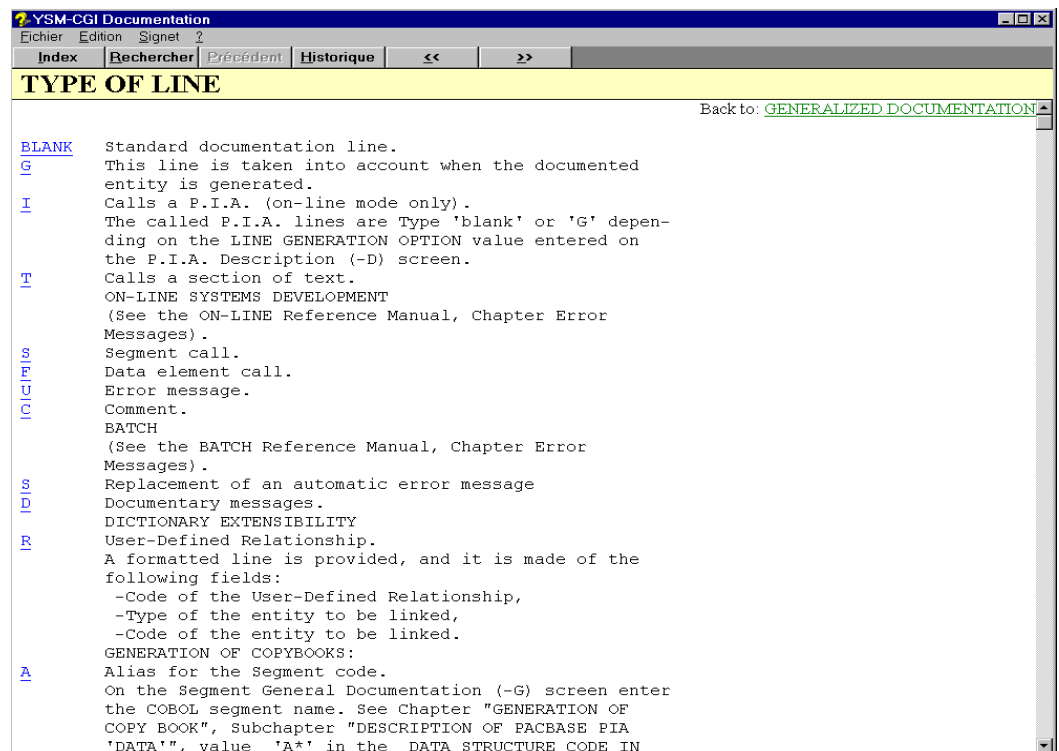 YSM-CGI Documentation
Fichier Edition Signet ?
Index Rechercher Précédent Historique << >>
TYPE OF LINE
Back to: GENERALIZED DOCUMENTATION
BLANK Standard documentation line.
G This line is taken into account when the documented
entity is generated.
I Calls a P.I.A. (on-line mode only).
The called P.I.A. lines are Type 'blank' or 'G' depen-
ding on the LINE GENERATION OPTION value entered on
the P.I.A. Description (-D) screen.
T Calls a section of text.
ON-LINE SYSTEMS DEVELOPMENT
(See the ON-LINE Reference Manual, Chapter Error
Messages).
S Segment call.
F Data element call.
U Error message.
C Comment.
BATCH
(See the BATCH Reference Manual, Chapter Error
Messages).
S Replacement of an automatic error message
D Documentary messages.
DICTIONARY EXTENSIBILITY
R User-Defined Relationship.
A formatted line is provided, and it is made of the
following fields:
-Code of the User-Defined Relationship,
-Type of the entity to be linked,
-Code of the entity to be linked.
GENERATION OF COPYBOOKS:
A Alias for the Segment code.
On the Segment General Documentation (-G) screen enter
the COBOL segment name. See Chapter "GENERATION OF
COPY BOOK", Subchapter "DESCRIPTION OF PACBASE PIA
'DATA'", value 'A*' in the DATA STRUCTURE CODE IN